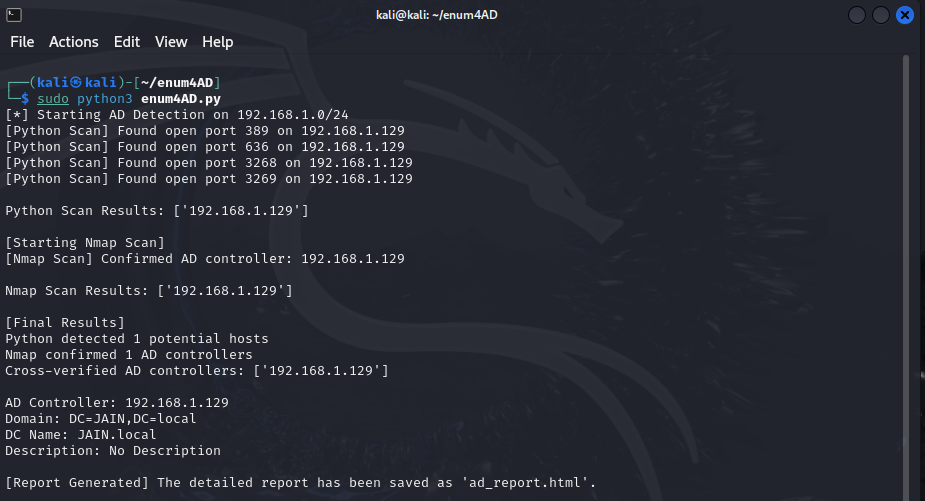 kali@kali: ~/enum4AD
File Actions Edit View Help
┌──(kali㉿kali)-[~/enum4AD]
└─$ sudo python3 enum4AD.py
[*] Starting AD Detection on 192.168.1.0/24
[Python Scan] Found open port 389 on 192.168.1.129
[Python Scan] Found open port 636 on 192.168.1.129
[Python Scan] Found open port 3268 on 192.168.1.129
[Python Scan] Found open port 3269 on 192.168.1.129
Python Scan Results: ['192.168.1.129']
[Starting Nmap Scan]
[Nmap Scan] Confirmed AD controller: 192.168.1.129
Nmap Scan Results: ['192.168.1.129']
[Final Results]
Python detected 1 potential hosts
Nmap confirmed 1 AD controllers
Cross-verified AD controllers: ['192.168.1.129']
AD Controller: 192.168.1.129
Domain: DC=JAIN,DC=local
DC Name: JAIN.local
Description: No Description
[Report Generated] The detailed report has been saved as 'ad_report.html'.